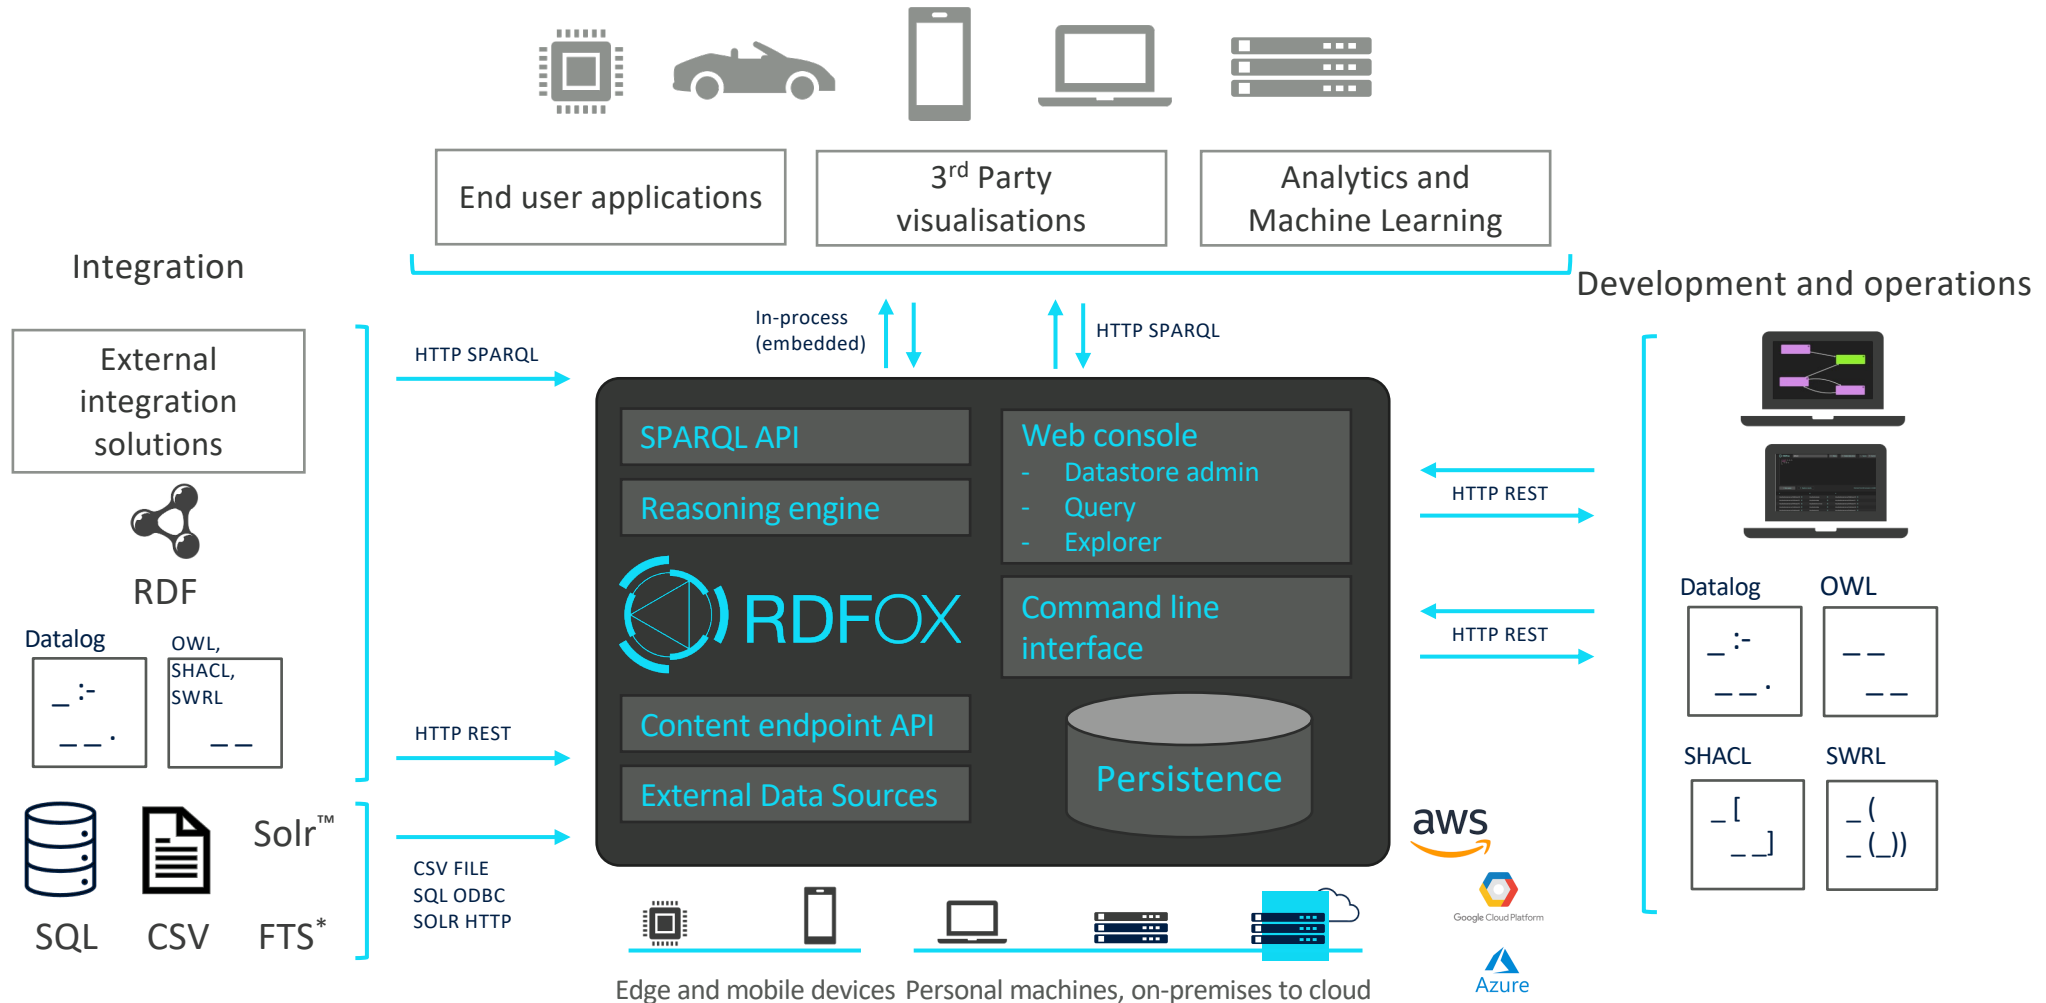 End user applications
3rd Party
visualisations
Analytics and
Machine Learning
Integration
Development and operations
External
integration
solutions
RDF
Datalog
_ :-
_ _ .
OWL,
SHACL,
SWRL
_ _
SQL
CSV
Solr™
FTS*
HTTP SPARQL
HTTP REST
CSV FILE
SQL ODBC
SOLR HTTP
In-process
(embedded)
HTTP SPARQL
SPARQL API
Reasoning engine
RDFOX
Content endpoint API
External Data Sources
Web console
- Datastore admin
- Query
- Explorer
Command line
interface
Persistence
HTTP REST
HTTP REST
Datalog
_ :-
_ _ .
OWL
_ _
_ _
SHACL
_ [
_ _]
SWRL
_ (
_ (_))
aws
Google Cloud Platform
Azure
Edge and mobile devices
Personal machines, on-premises to cloud